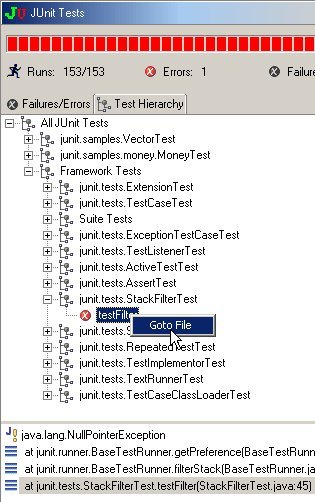 JUnit Tests
Runs: 153/153 Errors: 1
Failures/Errors Test Hierarchy
All JUnit Tests
junit.samples.VectorTest
junit.samples.money.MoneyTest
Framework Tests
junit.tests.ExtensionTest
junit.tests.TestCaseTest
Suite Tests
junit.tests.ExceptionTestCaseTest
junit.tests.TestListenerTest
junit.tests.ActiveTestTest
junit.tests.AssertTest
junit.tests.StackFilterTest
testFilter
Goto File
junit.tests.
junit.tests.RepeatedTestTest
junit.tests.TestImplementorTest
junit.tests.TextRunnerTest
junit.tests.TestCaseClassLoaderTest
java.lang.NullPointerException
at junit.runner.BaseTestRunner.getPreference(BaseTestRunn
at junit.runner.BaseTestRunner.filterStack(BaseTestRunner.ja
at junit.tests.StackFilterTest.testFilter(StackFilterTest.java:45)